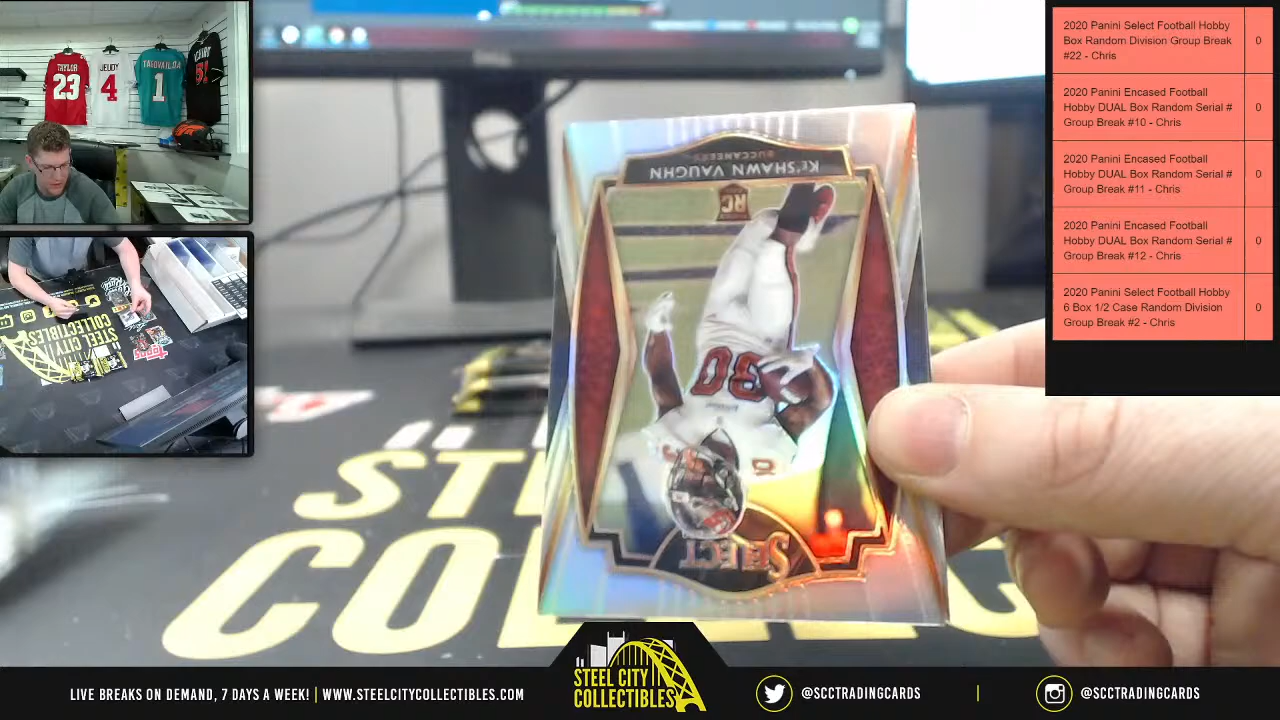 TAYLOR
23
JEUDY
4
TAGOVAILOA
1
2020 Panini Select Football Hobby
Box Random Division Group Break
#22 - Chris
0
2020 Panini Encased Football
Hobby DUAL Box Random Serial #
Group Break #10 - Chris
0
2020 Panini Encased Football
Hobby DUAL Box Random Serial #
Group Break #11 - Chris
0
2020 Panini Encased Football
Hobby DUAL Box Random Serial #
Group Break #12 - Chris
0
2020 Panini Select Football Hobby
6 Box 1/2 Case Random Division
Group Break #2 - Chris
0
KE'SHAWN VAUGHN
BUCCANEERS
RC
30
SELECT
STEEL CITY
COLLECTIBLES
ST
COL
LIVE BREAKS ON DEMAND, 7 DAYS A WEEK! | WWW.STEELCITYCOLLECTIBLES.COM
STEEL CITY
COLLECTIBLES
@SCCTRADINGCARDS
|
@SCCTRADINGCARDS